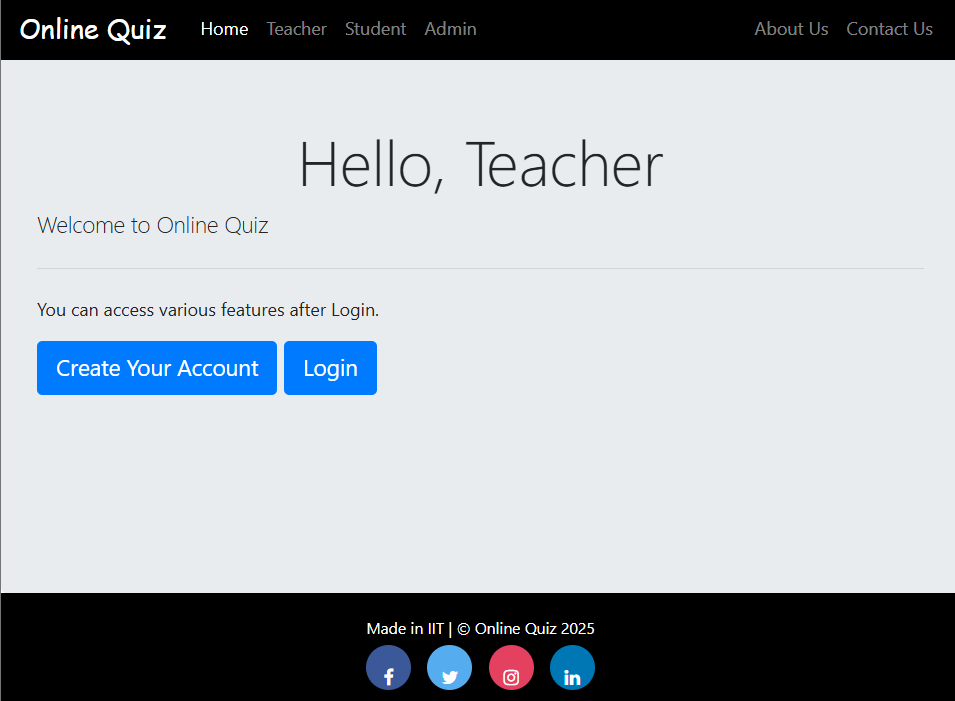 Online Quiz Home Teacher Student Admin About Us Contact Us
Hello, Teacher
Welcome to Online Quiz
You can access various features after Login.
Create Your Account Login
Made in IIT | © Online Quiz 2025